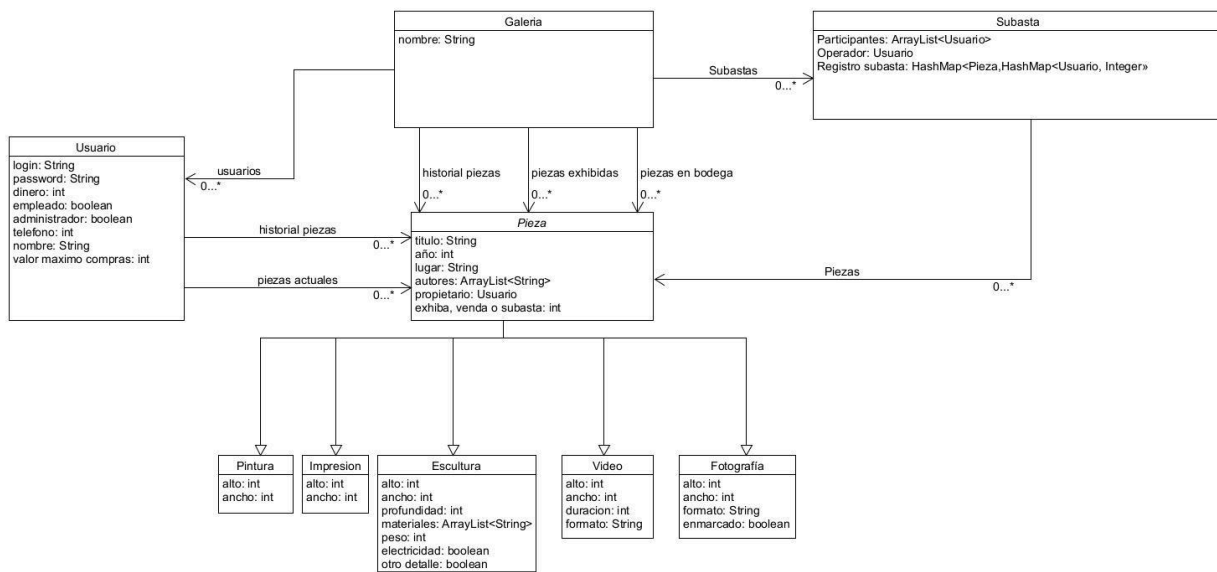 Galeria
nombre: String
Subasta
Participantes: ArrayList<Usuario>
Operador: Usuario
Registro subasta: HashMap<Pieza,HashMap<Usuario, Integer»
Subastas
0...*
Usuario
login: String
password: String
dinero: int
empleado: boolean
administrador: boolean
telefono: int
nombre: String
valor maximo compras: int
usuarios
0...*
historial piezas
0...*
piezas exhibidas
0...*
piezas en bodega
0...*
historial piezas
0...*
piezas actuales
0...*
Pieza
titulo: String
año: int
lugar: String
autores: ArrayList<String>
propietario: Usuario
exhiba, venda o subasta: int
Piezas
0...*
Pintura
alto: int
ancho: int
Impresion
alto: int
ancho: int
Escultura
alto: int
ancho: int
profundidad: int
materiales: ArrayList<String>
peso: int
electricidad: boolean
otro detalle: boolean
Video
alto: int
ancho: int
duracion: int
formato: String
Fotografía
alto: int
ancho: int
formato: String
enmarcado: boolean